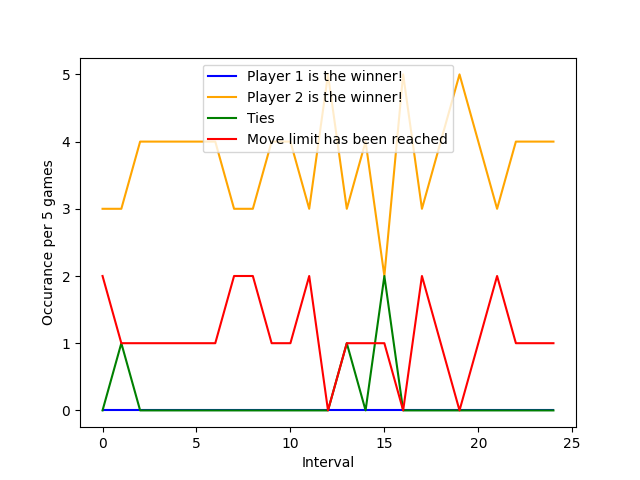 Player 1 is the winner!
Player 2 is the winner!
Ties
Move limit has been reached
Occurance per 5 games
5
4
3
2
1
0
0 5 10 15 20 25
Interval